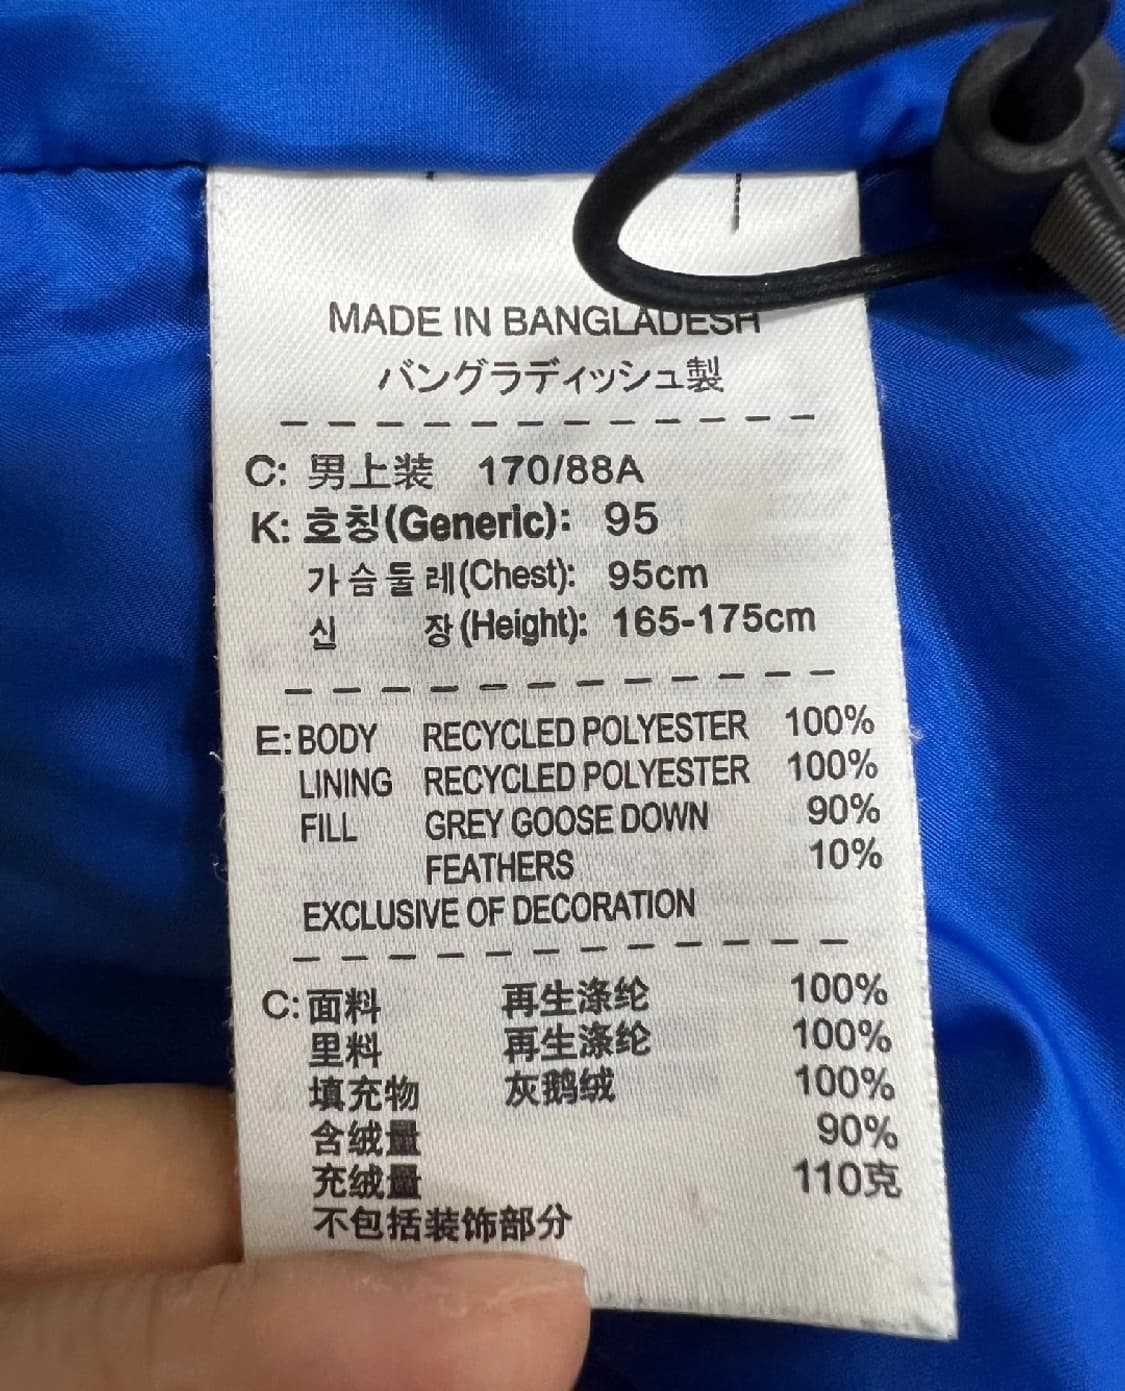 MADE IN BANGLADESH
バングラディッシュ製
C: 男上装 170/88A
K: 호칭(Generic): 95
가슴둘레(Chest): 95cm
신 장(Height): 165-175cm
E: BODY RECYCLED POLYESTER 100%
LINING RECYCLED POLYESTER 100%
FILL GREY GOOSE DOWN 90%
FEATHERS 10%
EXCLUSIVE OF DECORATION
C: 面料 再生涤纶 100%
里料 再生涤纶 100%
填充物 灰鹅绒 100%
含绒量 90%
充绒量 110克
不包括装饰部分